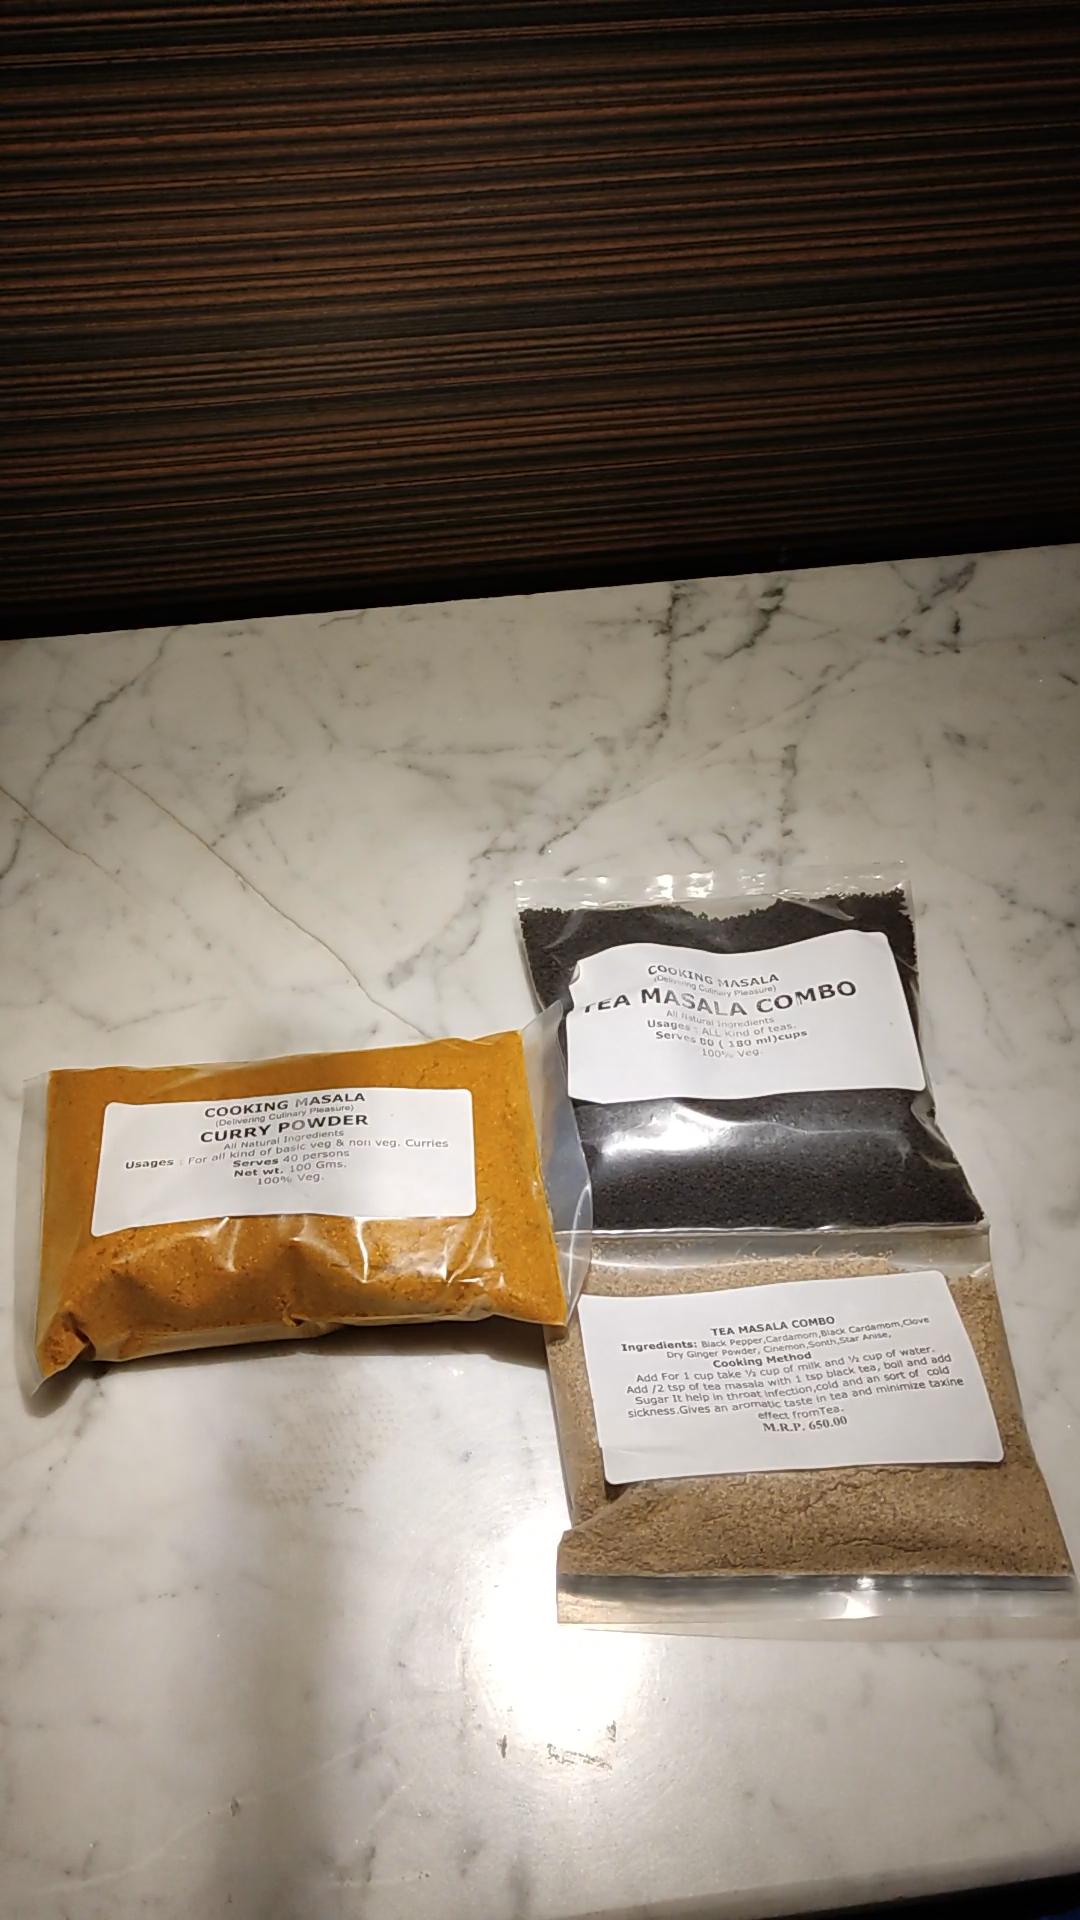 COOKING MASALA
(Delivering Culinary Pleasure)
TEA MASALA COMBO
All Natural Ingredients
Usages : ALL Kind of teas.
Serves 80 ( 180 ml)cups
100% Veg.
COOKING MASALA
(Delivering Culinary Pleasure)
CURRY POWDER
All Natural Ingredients
Usages : For all kind of basic veg & non veg. Curries
Serves 40 persons
Net wt. 100 Gms.
100% Veg.
TEA MASALA COMBO
Ingredients: Black Pepper,Cardamom,Black Cardamom,Clove
Dry Ginger Powder, Cinemon,Sonth,Star Anise,
Cooking Method
Add For 1 cup take ½ cup of milk and ½ cup of water.
Add /2 tsp of tea masala with 1 tsp black tea, boil and add
Sugar It help in throat infection,cold and an sort of cold
sickness.Gives an aromatic taste in tea and minimize taxine
effect fromTea.
M.R.P. 650.00